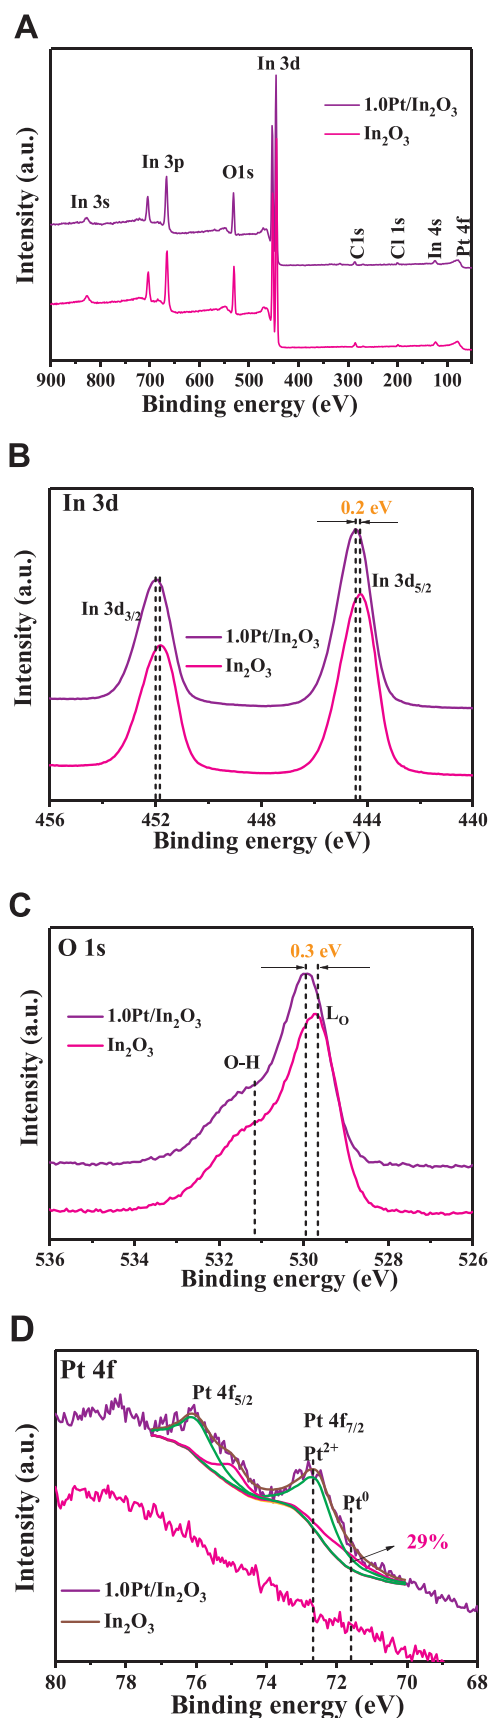 A
In 3d
1.0Pt/In₂O₃
In₂O₃
In 3p
O1s
In 3s
C1s
Cl 1s
In 4s
Pt 4f
Intensity (a.u.)
900 800 700 600 500 400 300 200 100
Binding energy (eV)
B
In 3d
0.2 eV
In 3d₅/₂
In 3d₃/₂
1.0Pt/In₂O₃
In₂O₃
Intensity (a.u.)
456 452 448 444 440
Binding energy (eV)
C
O 1s
0.3 eV
1.0Pt/In₂O₃
In₂O₃
L_O
O-H
Intensity (a.u.)
536 534 532 530 528 526
Binding energy (eV)
D
Pt 4f
Pt 4f₅/₂
Pt 4f₇/₂
Pt²⁺
Pt⁰
29%
1.0Pt/In₂O₃
In₂O₃
Intensity (a.u.)
80 78 76 74 72 70 68
Binding energy (eV)